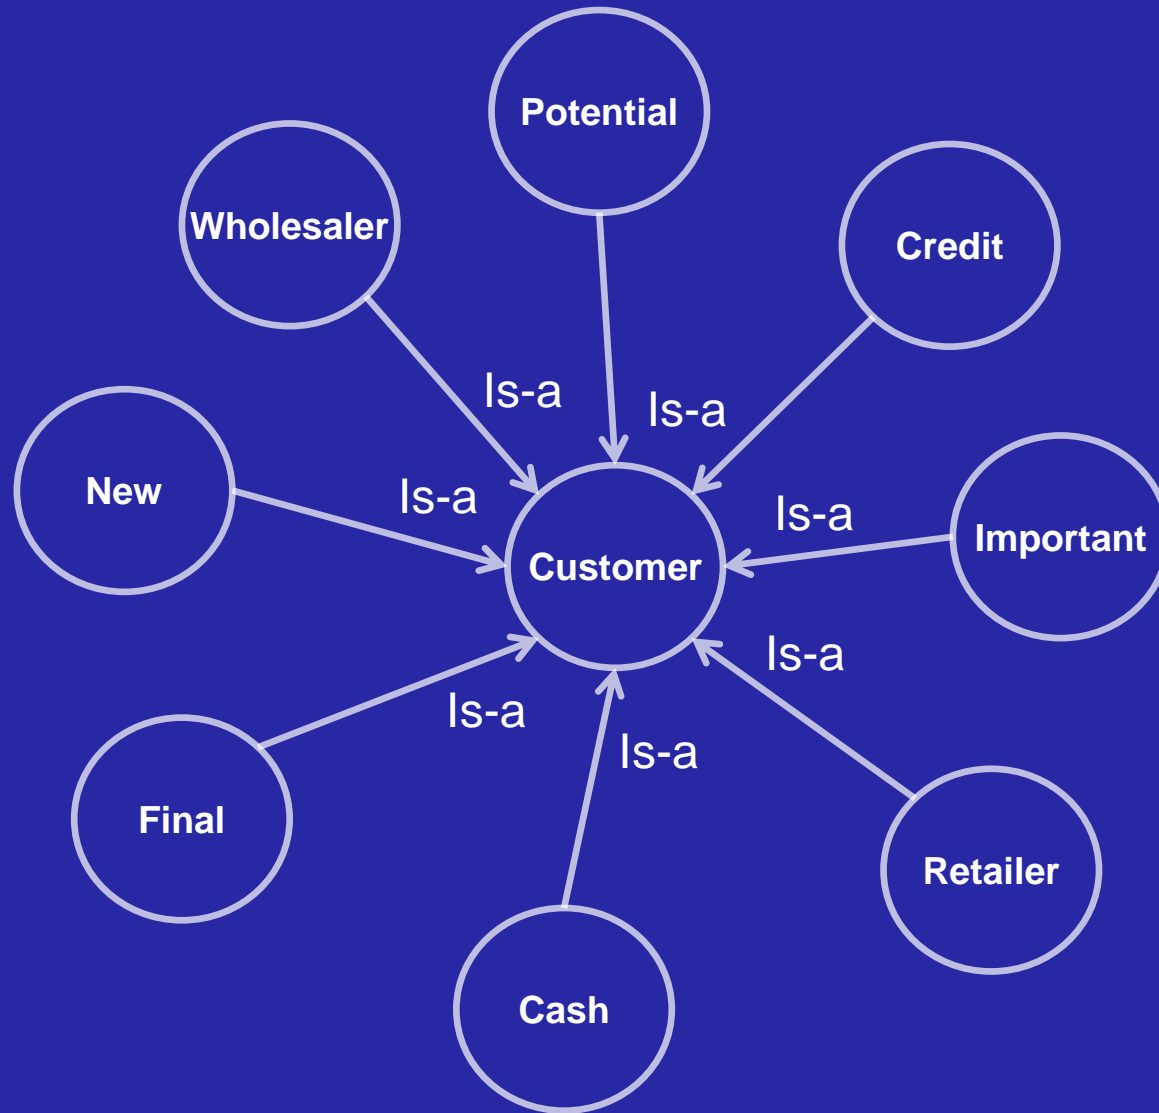 Potential
Wholesaler
Credit
Is-a
Is-a
New
Is-a
Is-a
Important
Customer
Is-a
Is-a
Is-a
Final
Retailer
Cash